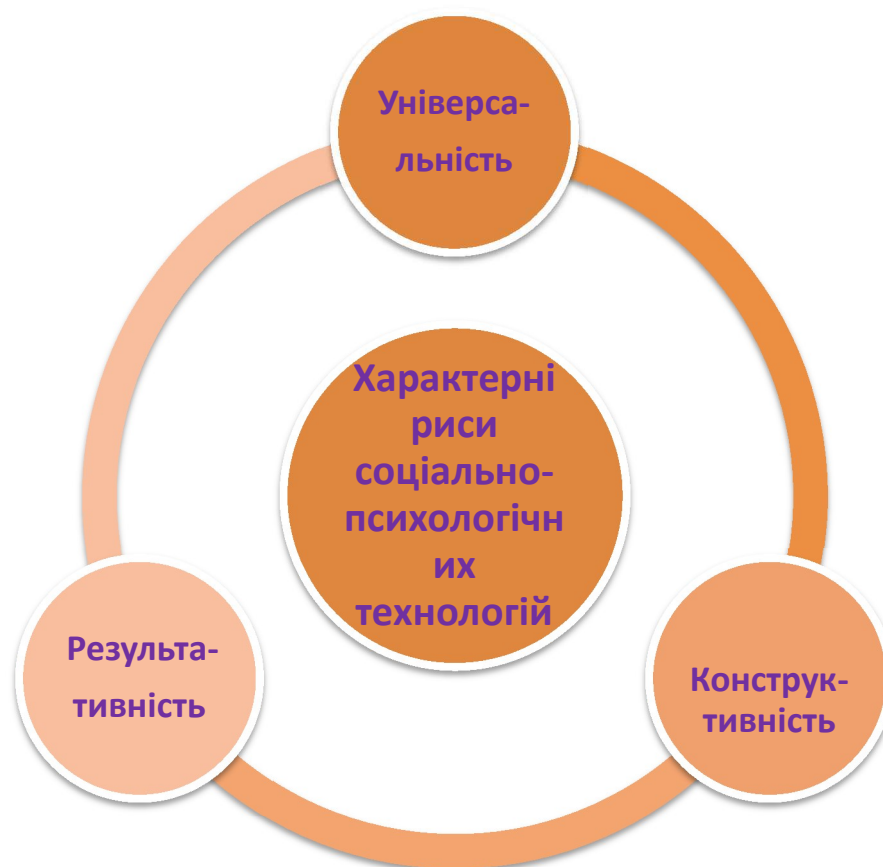 Універса-
льність
Характерні
риси
соціально-
психологічн
их
технологій
Результа-
тивність
Конструк-
тивність